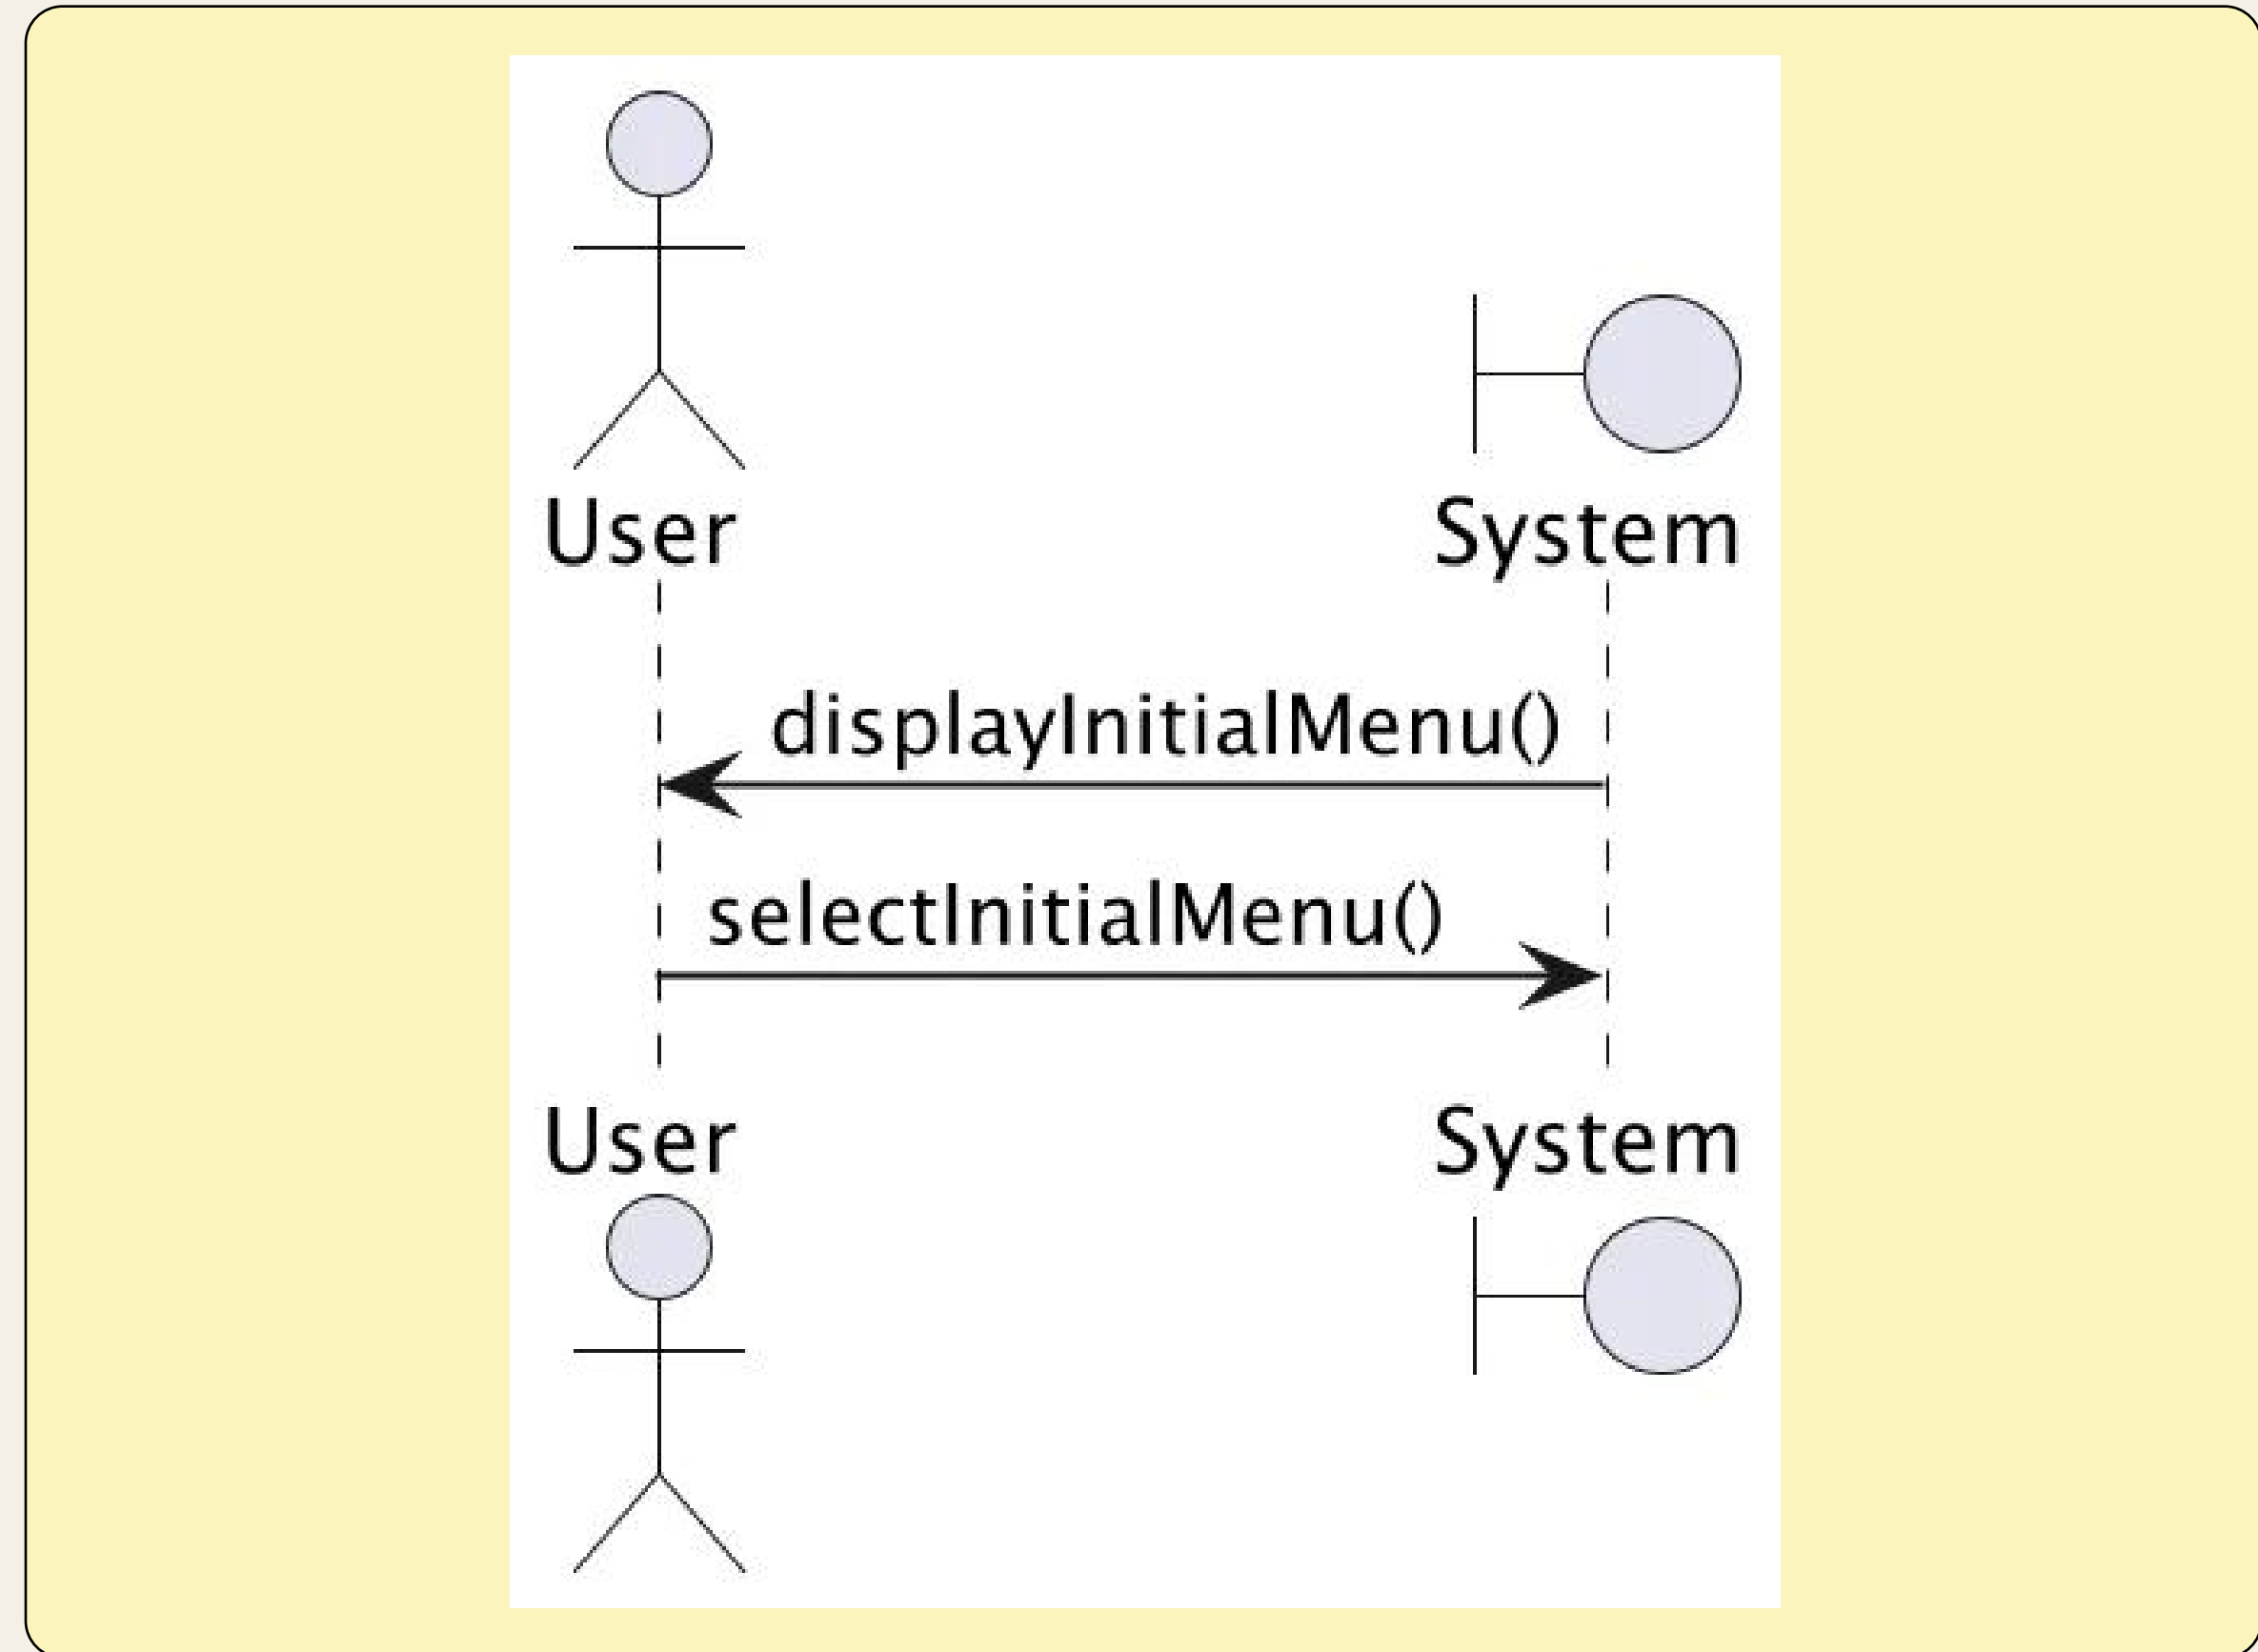 User
System
displayInitialMenu()
selectInitialMenu()
User
System